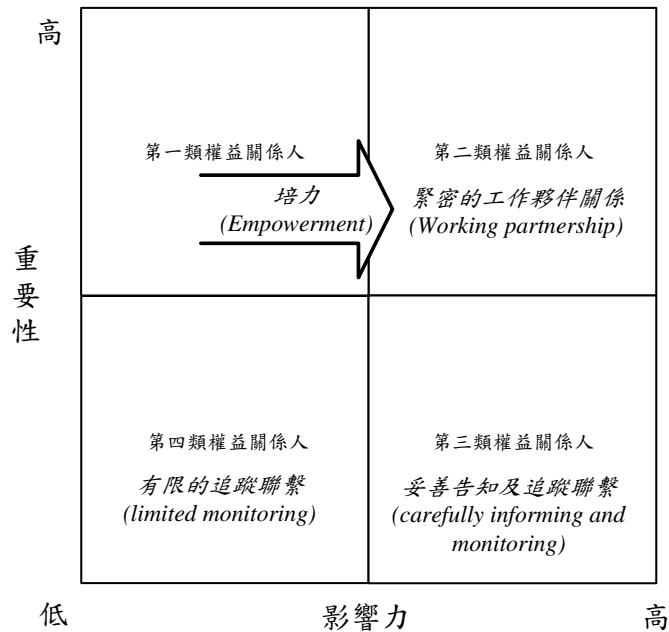 高
第一類權益關係人
培力
(Empowerment)
第二類權益關係人
緊密的工作夥伴關係
(Working partnership)
重
要
性
第四類權益關係人
有限的追蹤聯繫
(limited monitoring)
第三類權益關係人
妥善告知及追蹤聯繫
(carefully informing and
monitoring)
低
影響力
高